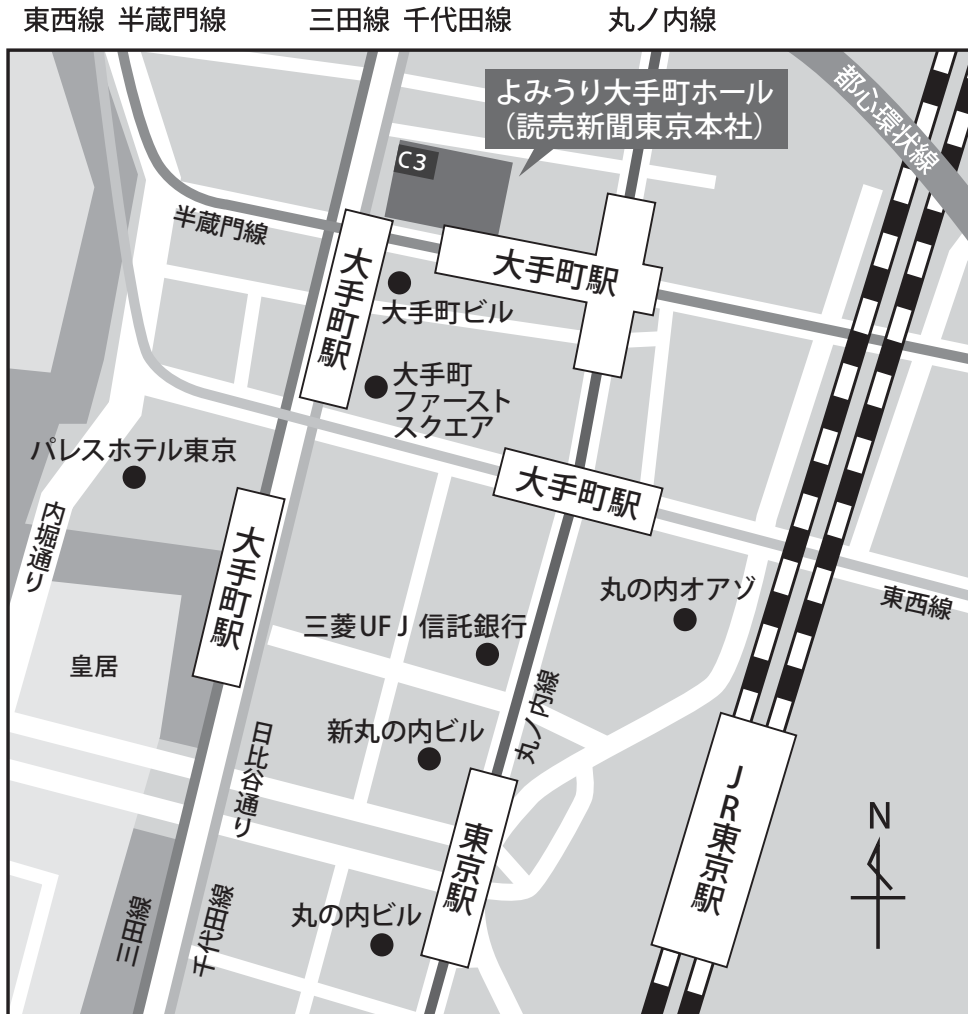 東西線 半蔵門線 三田線 千代田線 丸ノ内線
都心環状線
よみうり大手町ホール
（読売新聞東京本社）
C3
半蔵門線
大手町駅
大手町駅
大手町ビル
大手町
ファースト
スクエア
パレスホテル東京
大手町駅
内堀通り
大手町駅
丸の内オアゾ
東西線
三菱UFJ 信託銀行
皇居
丸ノ内線
新丸の内ビル
日比谷通り
JR東京駅
N
東京駅
丸の内ビル
三田線
千代田線